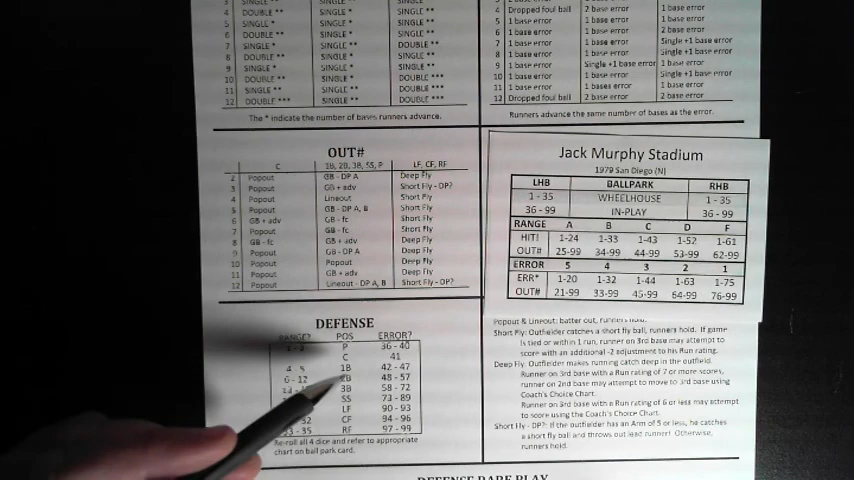 3 SINGLE ** SINGLE * SINGLE **
4 DOUBLE ** SINGLE * SINGLE **
5 SINGLE * SINGLE * SINGLE **
6 DOUBLE ** SINGLE * SINGLE **
7 SINGLE * SINGLE * DOUBLE **
8 DOUBLE ** SINGLE * SINGLE **
9 SINGLE * SINGLE * SINGLE **
10 DOUBLE ** SINGLE * DOUBLE ***
11 SINGLE ** SINGLE * DOUBLE **
12 DOUBLE *** SINGLE ** DOUBLE ***
The * indicate the number of bases runners advance.
4 Dropped foul ball 2 base error 1 base error
5 1 base error 1 base error 1 base error
6 1 base error 1 base error 2 base error
7 1 base error 1 base error Single +1 base error
8 1 base error 1 base error 1 base error
9 1 base error Single +1 base error 1 base error
10 1 base error 1 base error Single +1 base error
11 1 base error 1 bases error 1 base error
12 Dropped foul ball 2 base error 2 base error
Runners advance the same number of bases as the error.
OUT#
C 1B, 2B, 3B, SS, P LF, CF, RF
2 Popout GB - DP A Deep Fly
3 Popout GB + adv Short Fly - DP?
4 Popout Lineout Short Fly
5 Popout GB - DP A, B Short Fly
6 GB + adv GB - fc Short Fly
7 Popout GB - fc Short Fly
8 GB - fc GB + adv Deep Fly
9 Popout GB - DP A Deep Fly
10 Popout Popout Deep Fly
11 Popout GB + adv Deep Fly
12 Popout Lineout - DP A, B Short Fly - DP?
Jack Murphy Stadium
1979 San Diego (N)
LHB BALLPARK RHB
1 - 35 WHEELHOUSE 1 - 35
36 - 99 IN-PLAY 36 - 99
RANGE A B C D F
HIT! 1-24 1-33 1-43 1-52 1-61
OUT# 25-99 34-99 44-99 53-99 62-99
ERROR 5 4 3 2 1
ERR* 1-20 1-32 1-44 1-63 1-75
OUT# 21-99 33-99 45-99 64-99 76-99
DEFENSE
RANGE? POS ERROR?
P 36 - 40
C 41
4 - 5 1B 42 - 47
6 - 12 2B 48 - 57
3B 58 - 72
SS 73 - 89
LF 90 - 93
32 CF 94 - 96
33 - 35 RF 97 - 99
Re-roll all 4 dice and refer to appropriate
chart on ball park card.
Popout & Lineout: batter out, runners hold.
Short Fly: Outfielder catches a short fly ball, runners hold. If game
is tied or within 1 run, runner on 3rd base may attempt to
score with an additional -2 adjustment to his Run rating.
Deep Fly: Outfielder makes running catch deep in the outfield.
Runner on 3rd with a Run rating of 7 or more scores,
runner on 2nd base may attempt to move to 3rd base using
Coach's Choice Chart.
Runner on 3rd base with a Run rating of 6 or less may attempt
to score using the Coach's Choice Chart.
Short Fly - DP?: If the outfielder has an Arm of 5 or less, he catches
a short fly ball and throws out lead runner! Otherwise,
runners hold.
DEFENSE RARE PLAY